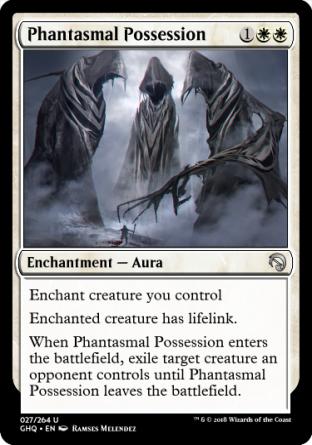 Phantasmal Possession 1
Enchantment — Aura
Enchant creature you control
Enchanted creature has lifelink.
When Phantasmal Possession enters
the battlefield, exile target creature an
opponent controls until Phantasmal
Possession leaves the battlefield.
027/264 U
GHQ • EN RAMSES MELENDEZ
™ & © 2018 Wizards of the Coast